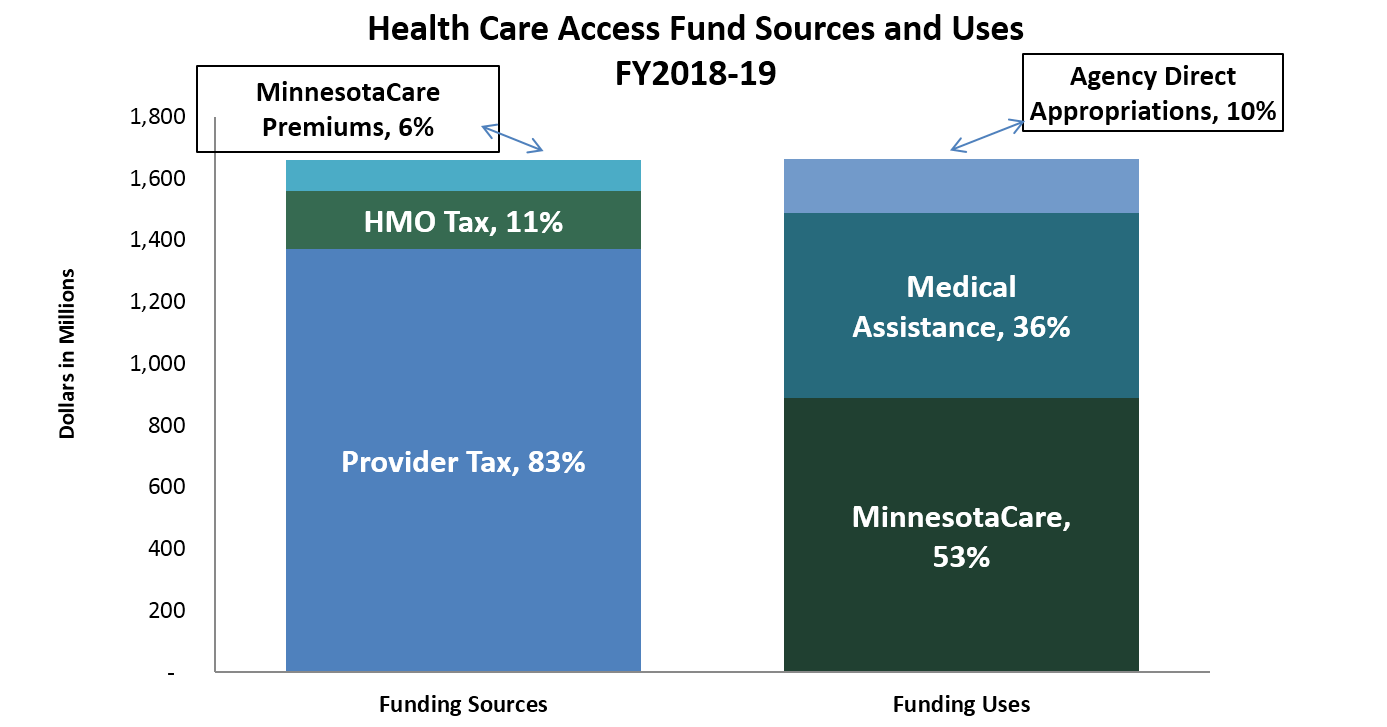 Health Care Access Fund Sources and Uses
FY2018-19
MinnesotaCare
Premiums, 6%
Agency Direct
Appropriations, 10%
1,800
1,600
1,400
1,200
1,000
800
600
400
200
-
Dollars in Millions
HMO Tax, 11%
Provider Tax, 83%
Medical
Assistance, 36%
MinnesotaCare,
53%
Funding Sources
Funding Uses